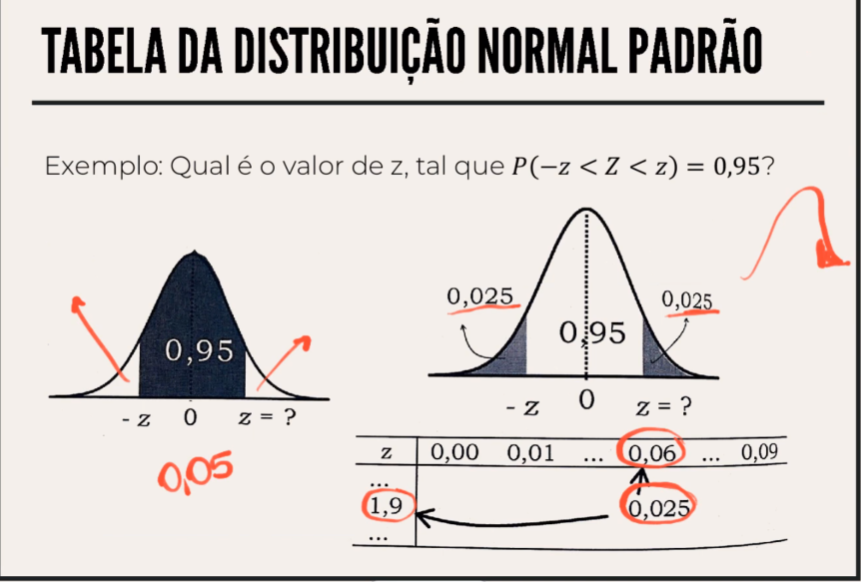 TABELA DA DISTRIBUIÇÃO NORMAL PADRÃO
Exemplo: Qual é o valor de z, tal que P(−z < Z < z) = 0,95?
0,95
- z 0 z = ?
0,05
0,025 0,025
0,95
- z 0 z = ?
z 0,00 0,01 ... 0,06 ... 0,09
...
1,9 0,025
...